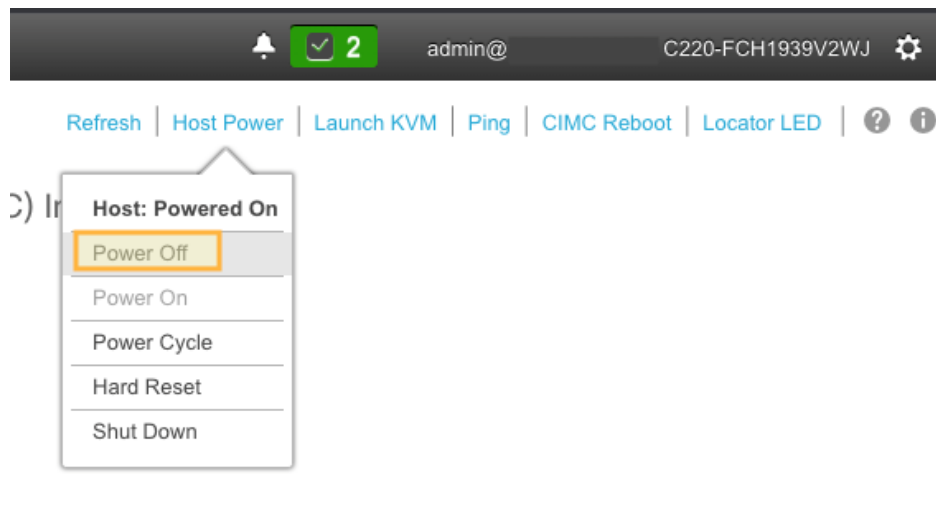 2 admin@ C220-FCH1939V2WJ
Refresh Host Power Launch KVM Ping CIMC Reboot Locator LED ? i
C) Ir
Host: Powered On
Power Off
Power On
Power Cycle
Hard Reset
Shut Down